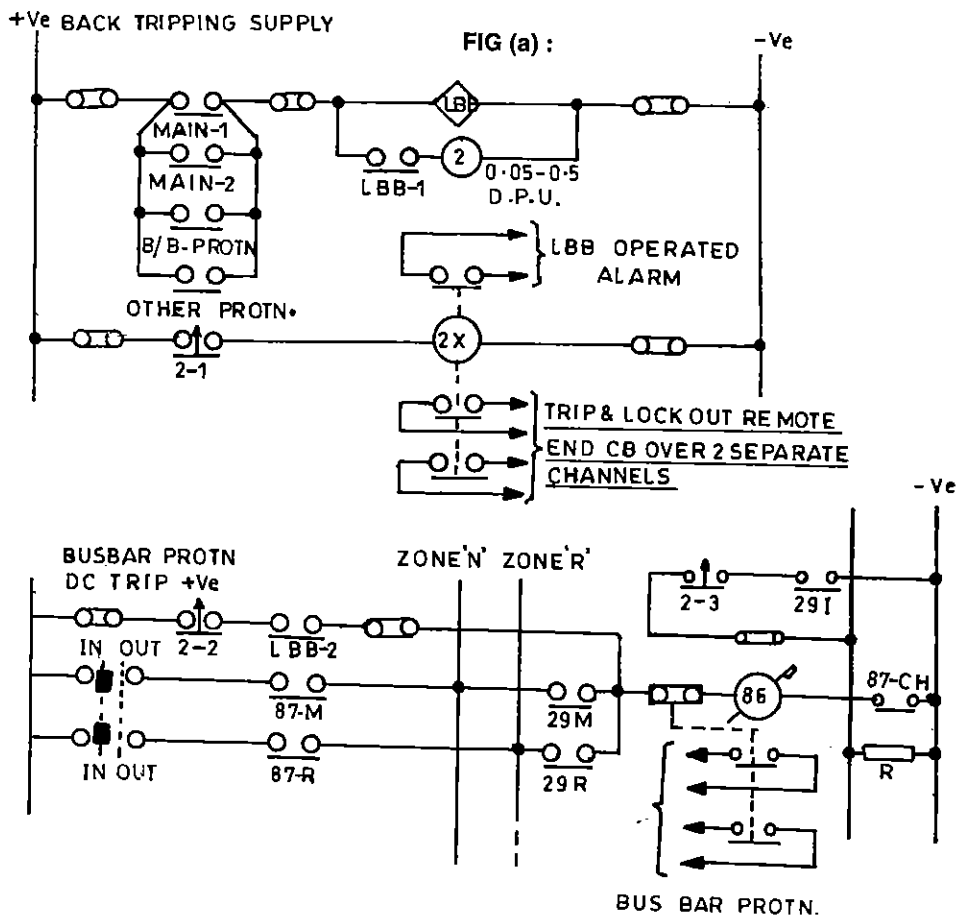 +Ve BACK TRIPPING SUPPLY
FIG (a) :
-Ve
MAIN-1
LBB
MAIN-2
LBB-1
2
0.05-0.5
D.P.U.
B/B-PROTN
LBB OPERATED
ALARM
OTHER PROTN.
2-1
2X
TRIP & LOCK OUT REMOTE
END CB OVER 2 SEPARATE
CHANNELS
-Ve
BUSBAR PROTN
DC TRIP +Ve
ZONE'N' ZONE'R'
2-3
29I
IN OUT
2-2
LBB-2
87-M
29M
86
87-CH
IN OUT
87-R
29R
R
BUS BAR PROTN.